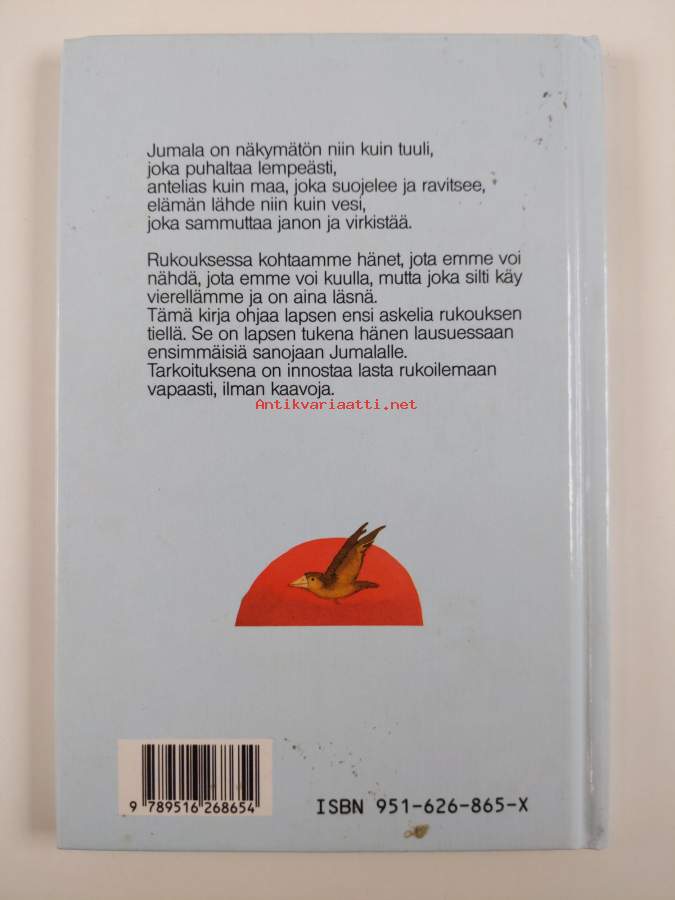 Jumala on näkymätön niin kuin tuuli,
joka puhaltaa lempeästi,
antelias kuin maa, joka suojelee ja ravitsee,
elämän lähde niin kuin vesi,
joka sammuttaa janon ja virkistää.
Rukouksessa kohtaamme hänet, jota emme voi
nähdä, jota emme voi kuulla, mutta joka silti käy
vierellämme ja on aina läsnä.
Tämä kirja ohjaa lapsen ensi askelia rukouksen
tiellä. Se on lapsen tukena hänen lausuessaan
ensimmäisiä sanojaan Jumalalle.
Tarkoituksena on innostaa lasta rukoilemaan
vapaasti, ilman kaavoja.
Antikvariaatti.net
9 789516 268654
ISBN 951-626-865-X